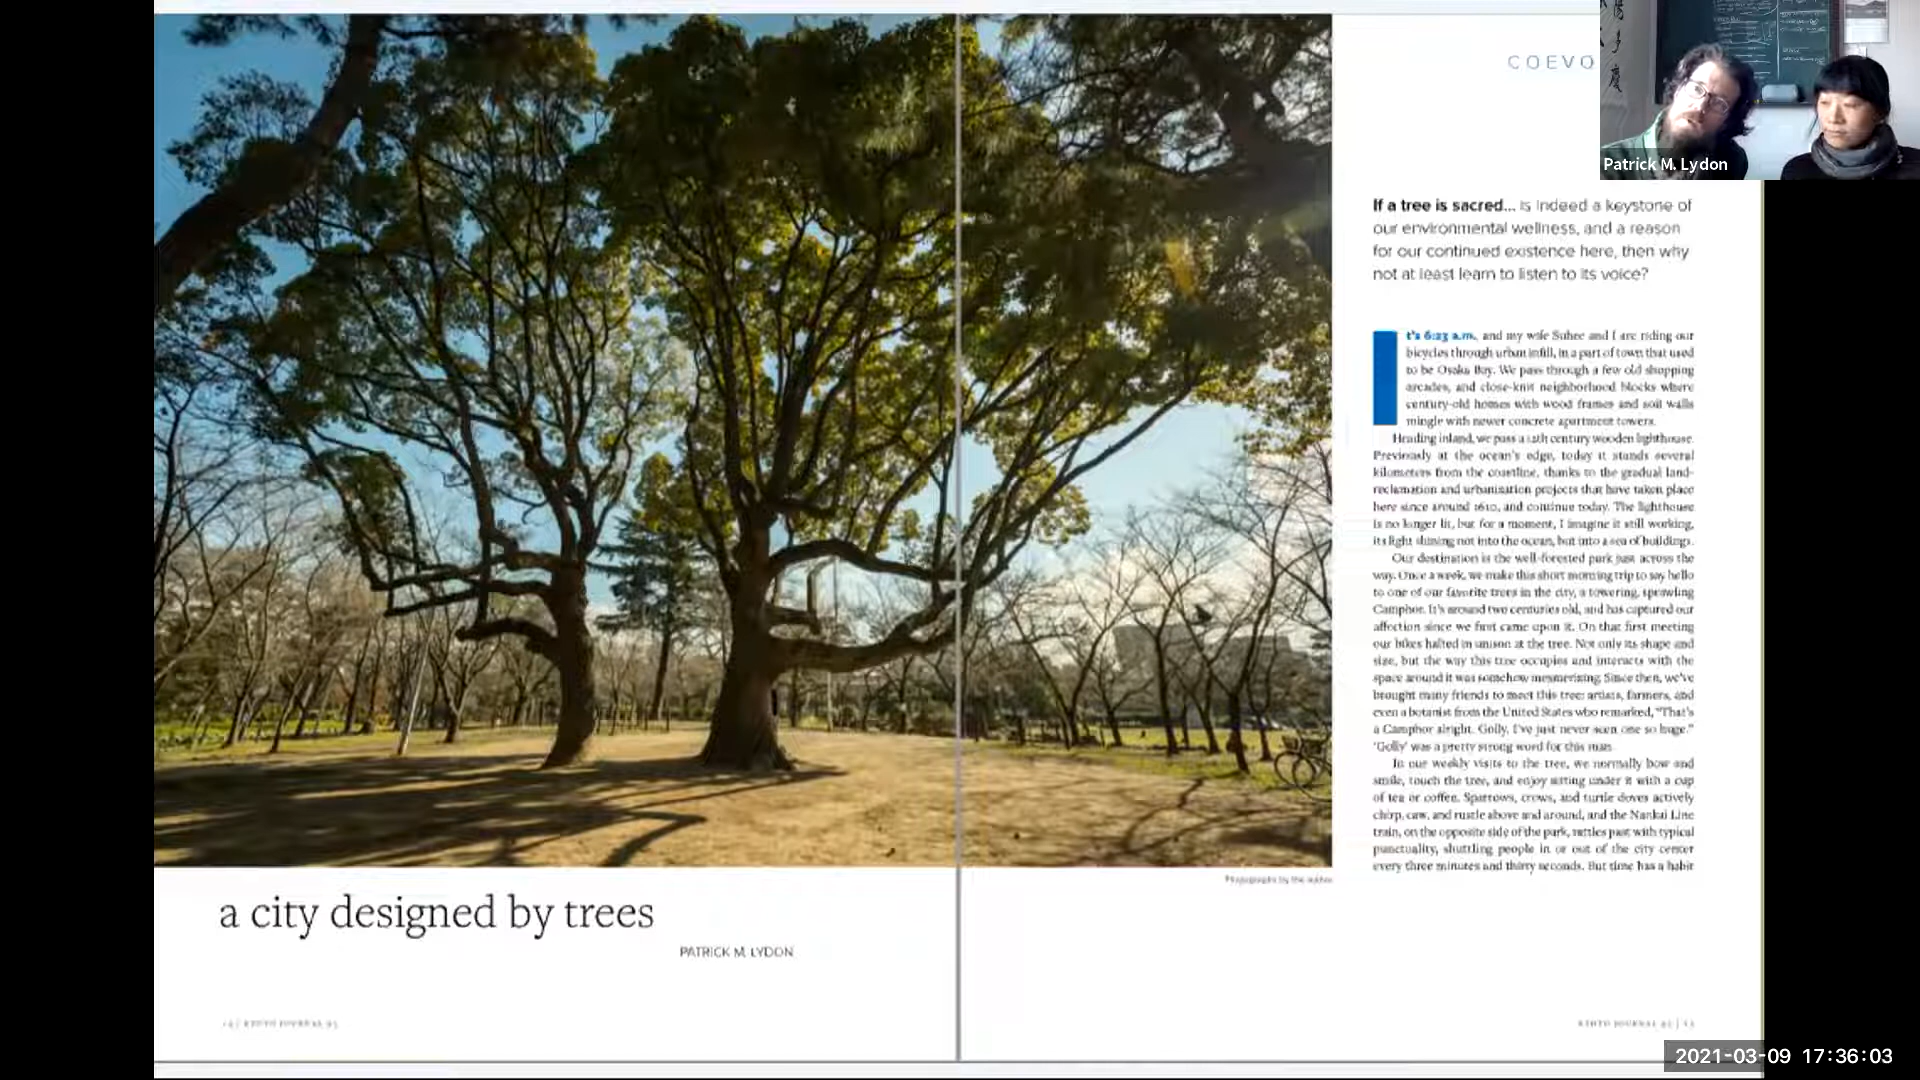 COEVO
Patrick M. Lydon
If a tree is sacred... is indeed a keystone of
our environmental wellness, and a reason
for our continued existence here, then why
not at least learn to listen to its voice?
It's 6:23 a.m., and my wife Suhee and I are riding our
bicycles through urban infill, in a part of town that used
to be Osaka Bay. We pass through a few old shopping
arcades, and close-knit neighborhood blocks where
century-old homes with wood frames and soil walls
mingle with newer concrete apartment towers.
Heading inland, we pass a century wooden lighthouse.
Previously at the ocean's edge, today it stands several
kilometers from the coastline, thanks to the gradual land-
reclamation and urbanization projects that have taken place
here since around 1610, and continue today. The lighthouse
is no longer lit, but for a moment, I imagine it still working,
its light shining not into the ocean, but into a sea of buildings.
Our destination is the well-forested park just across the
way. Once a week, we make this short morning trip to say hello
to one of our favorite trees in the city, a towering, sprawling
Camphor. It's around two centuries old, and has captured our
affection since we first came upon it. On that first meeting
our bikes halted in unison at the tree. Not only its shape and
size, but the way this tree occupies and interacts with the
space around it was somehow mesmerizing. Since then, we've
brought many friends to meet this tree: artists, farmers, and
even a botanist from the United States who remarked, "That's
a Camphor alright. Golly, I've just never seen one so huge."
'Golly' was a pretty strong word for this man.
In our weekly visits to the tree, we normally bow and
smile, touch the tree, and enjoy sitting under it with a cup
of tea or coffee. Sparrows, crows, and turtle doves actively
chirp, caw, and rustle above and around, and the Nankai Line
train, on the opposite side of the park, rattles past with typical
punctuality, shuttling people in or out of the city center
every three minutes and thirty seconds. But time has a habit
Photographs by the author
a city designed by trees
PATRICK M. LYDON
KYOTO JOURNAL
KYOTO JOURNAL
2021-03-09 17:36:03